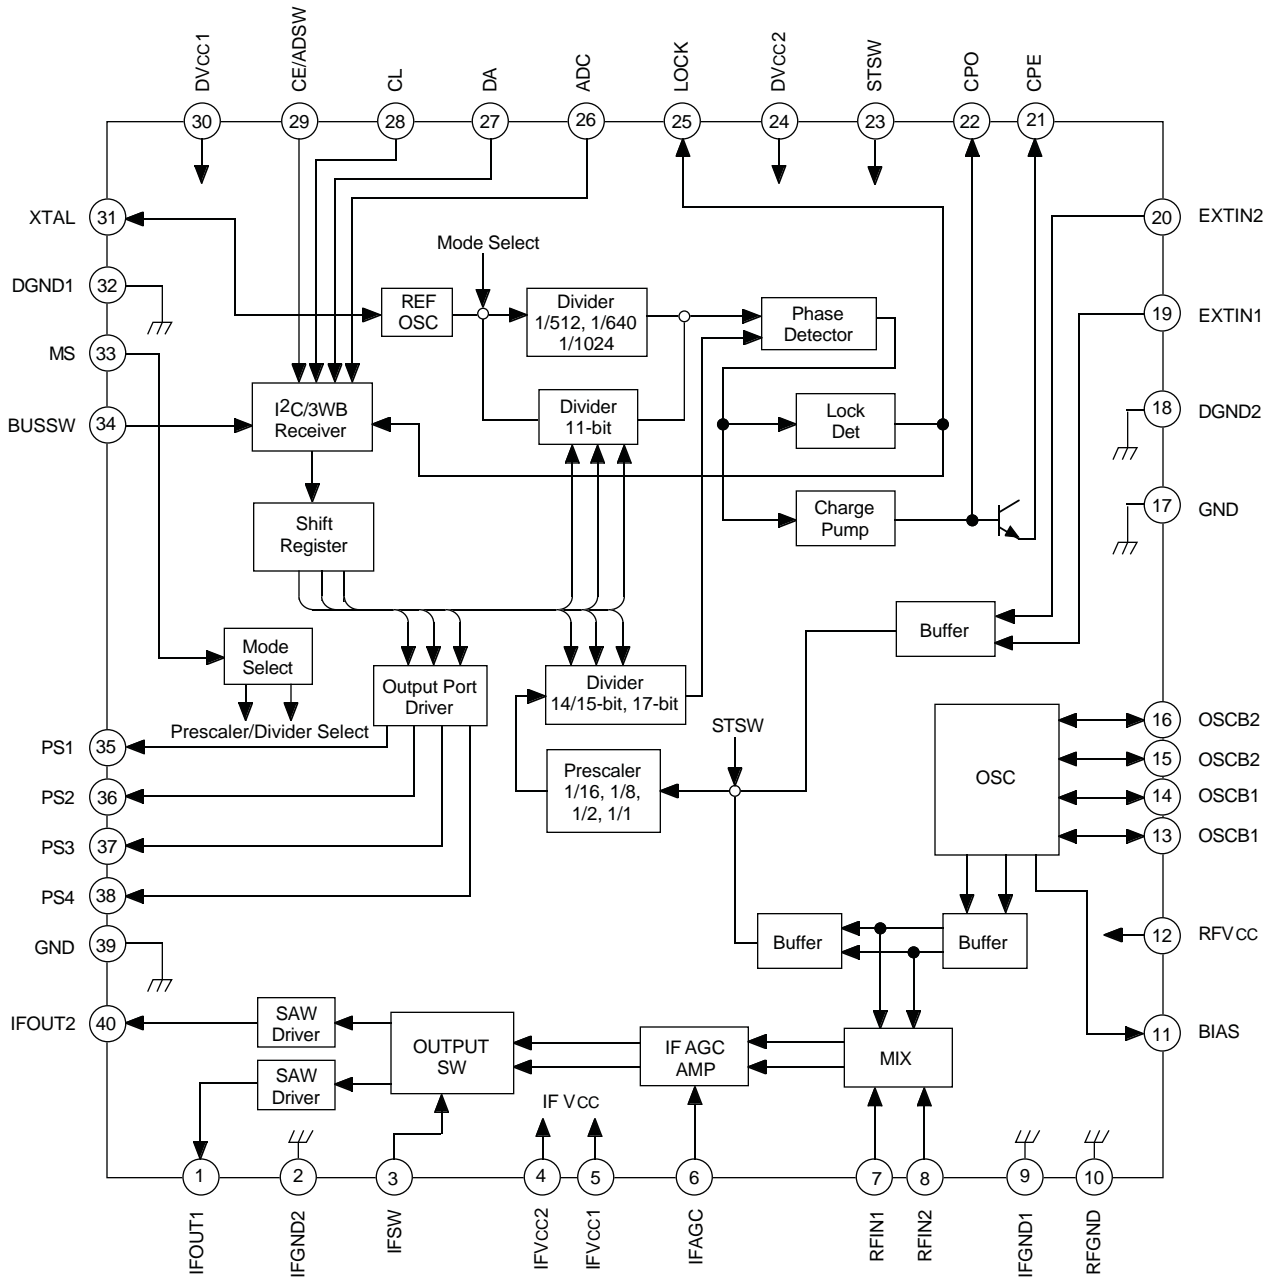 DVCC1
CE/ADSW
CL
DA
ADC
LOCK
DVCC2
STSW
CPO
CPE
30
29
28
27
26
25
24
23
22
21
XTAL
31
20
EXTIN2
Mode Select
DGND1
32
REF
OSC
Divider
1/512, 1/640
1/1024
Phase
Detector
19
EXTIN1
MS
33
BUSSW
34
I2C/3WB
Receiver
Divider
11-bit
Lock
Det
18
DGND2
Shift
Register
Charge
Pump
17
GND
Buffer
Mode
Select
Output Port
Driver
Divider
14/15-bit, 17-bit
Prescaler/Divider Select
STSW
16
OSCB2
PS1
35
OSC
15
OSCB2
PS2
36
Prescaler
1/16, 1/8,
1/2, 1/1
14
OSCB1
PS3
37
13
OSCB1
PS4
38
GND
39
Buffer
Buffer
12
RFVCC
IFOUT2
40
SAW
Driver
OUTPUT
SW
IF AGC
AMP
MIX
11
BIAS
SAW
Driver
IF VCC
1
2
3
4
5
6
7
8
9
10
IFOUT1
IFGND2
IFSW
IFVCC2
IFVCC1
IFAGC
RFIN1
RFIN2
IFGND1
RFGND